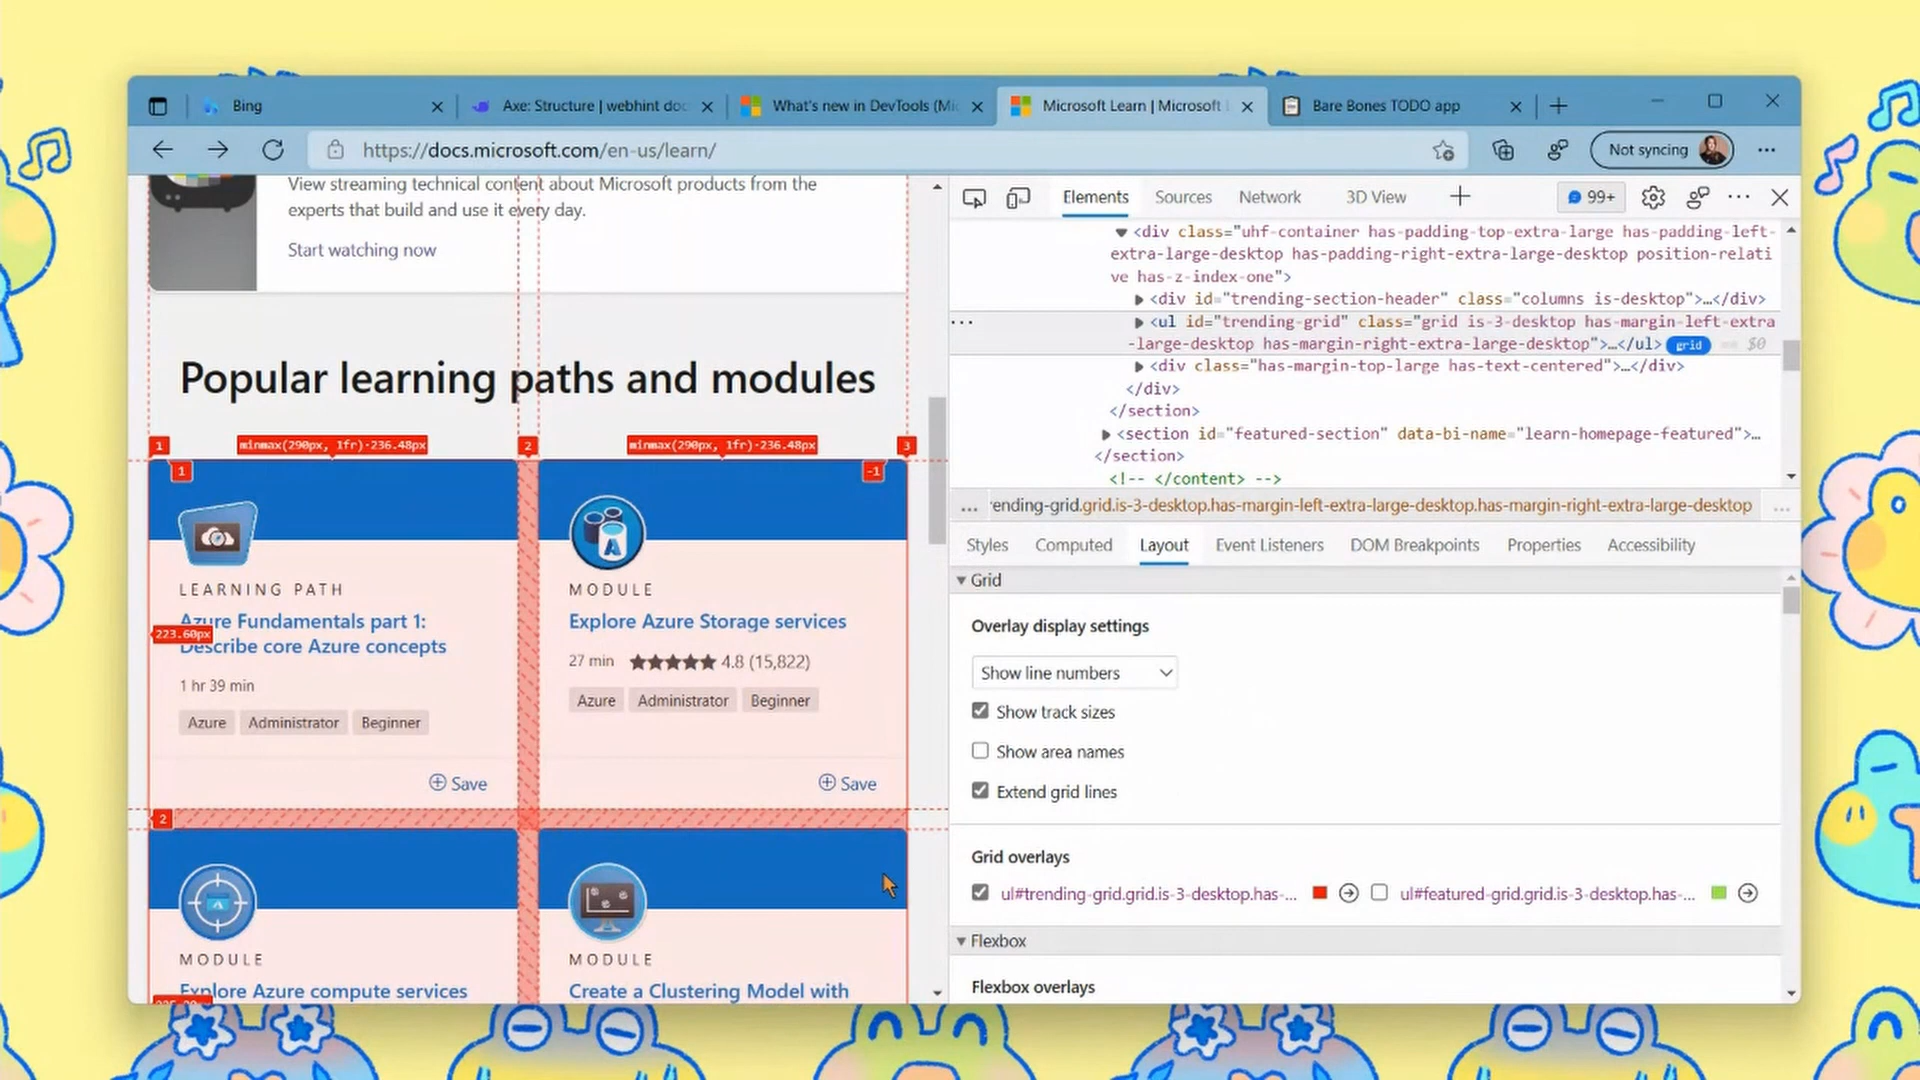 Bing
Axe: Structure | webhint doc
What's new in DevTools (Mi
Microsoft Learn | Microsoft
Bare Bones TODO app
https://docs.microsoft.com/en-us/learn/
Not syncing
View streaming technical content about Microsoft products from the
experts that build and use it every day.
Start watching now
Popular learning paths and modules
1
minmax(290px, 1fr)·236.48px
2
minmax(290px, 1fr)·236.48px
3
1
-1
LEARNING PATH
Azure Fundamentals part 1:
Describe core Azure concepts
223.60px
1 hr 39 min
Azure
Administrator
Beginner
Save
MODULE
Explore Azure Storage services
27 min
4.8 (15,822)
Azure
Administrator
Beginner
Save
2
MODULE
Explore Azure compute services
MODULE
Create a Clustering Model with
Elements
Sources
Network
3D View
99+
<div class="uhf-container has-padding-top-extra-large has-padding-left-
extra-large-desktop has-padding-right-extra-large-desktop position-relati
ve has-z-index-one">
<div id="trending-section-header" class="columns is-desktop">…</div>
<ul id="trending-grid" class="grid is-3-desktop has-margin-left-extra
-large-desktop has-margin-right-extra-large-desktop">…</ul> grid == $0
<div class="has-margin-top-large has-text-centered">…</div>
</div>
</section>
<section id="featured-section" data-bi-name="learn-homepage-featured">…
</section>
<!-- </content> -->
... ending-grid.grid.is-3-desktop.has-margin-left-extra-large-desktop.has-margin-right-extra-large-desktop ...
Styles
Computed
Layout
Event Listeners
DOM Breakpoints
Properties
Accessibility
Grid
Overlay display settings
Show line numbers
Show track sizes
Show area names
Extend grid lines
Grid overlays
ul#trending-grid.grid.is-3-desktop.has-...
ul#featured-grid.grid.is-3-desktop.has-...
Flexbox
Flexbox overlays